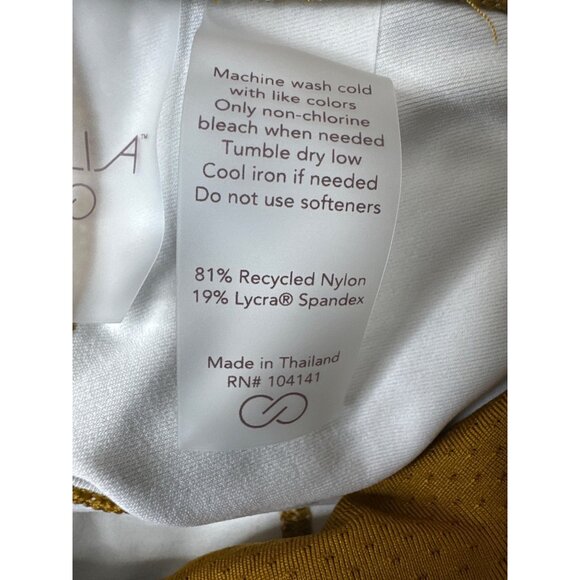 Machine wash cold
with like colors
Only non-chlorine
bleach when needed
Tumble dry low
Cool iron if needed
Do not use softeners
81% Recycled Nylon
19% Lycra® Spandex
Made in Thailand
RN# 104141
LIA™